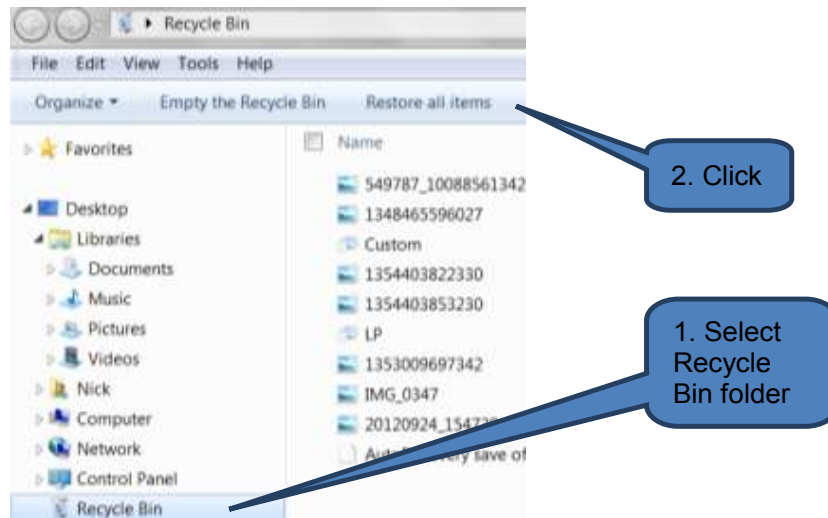 Recycle Bin
File Edit View Tools Help
Organize Empty the Recycle Bin Restore all items
Favorites
Desktop
Libraries
Documents
Music
Pictures
Videos
Nick
Computer
Network
Control Panel
Recycle Bin
Name
549787_10088561342
1348465596027
Custom
1354403822330
1354403853230
LP
1353009697342
IMG_0347
save of
2. Click
1. Select
Recycle
Bin folder